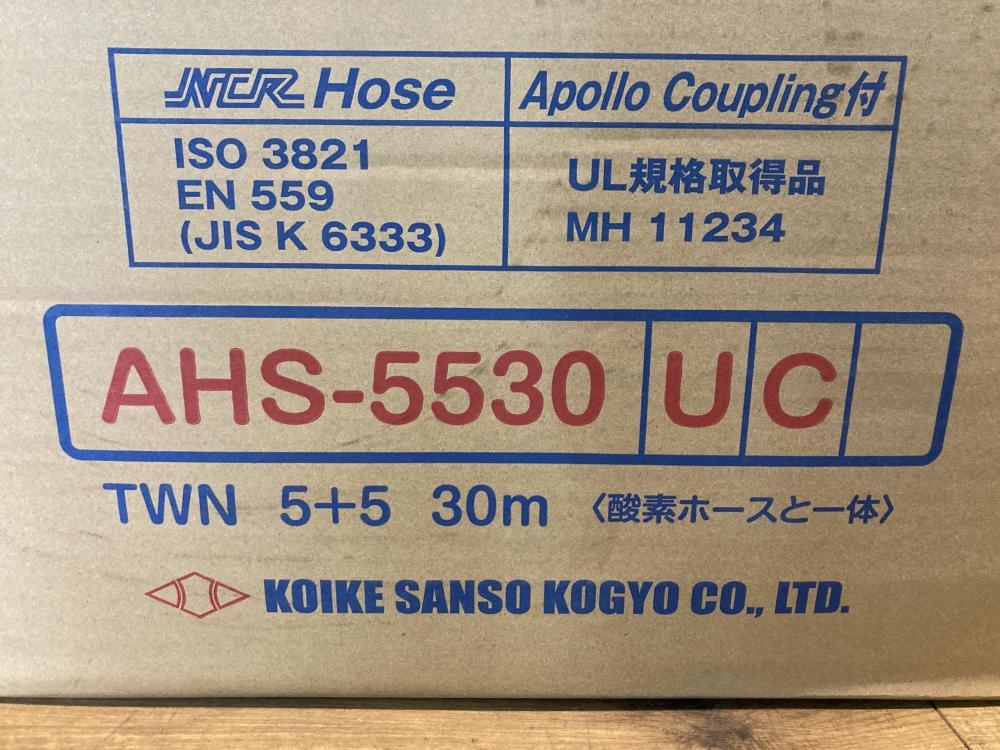 NCR Hose
Apollo Coupling付
ISO 3821
EN 559
(JIS K 6333)
UL規格取得品
MH 11234
AHS-5530 U C
TWN 5+5 30m 〈酸素ホースと一体〉
KOIKE SANSO KOGYO CO., LTD.